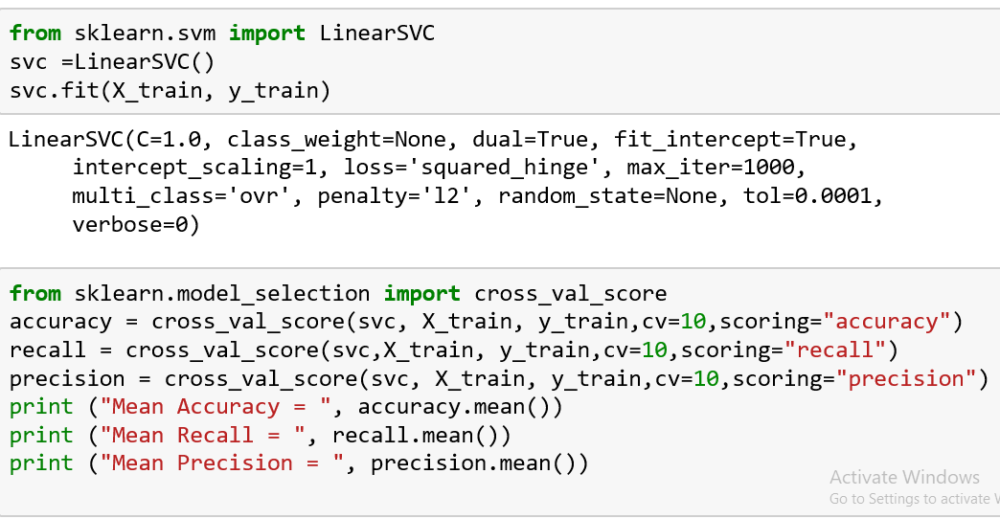 from sklearn.svm import LinearSVC
svc =LinearSVC()
svc.fit(X_train, y_train)
LinearSVC(C=1.0, class_weight=None, dual=True, fit_intercept=True,
     intercept_scaling=1, loss='squared_hinge', max_iter=1000,
     multi_class='ovr', penalty='l2', random_state=None, tol=0.0001,
     verbose=0)
from sklearn.model_selection import cross_val_score
accuracy = cross_val_score(svc, X_train, y_train,cv=10,scoring="accuracy")
recall = cross_val_score(svc,X_train, y_train,cv=10,scoring="recall")
precision = cross_val_score(svc, X_train, y_train,cv=10,scoring="precision")
print ("Mean Accuracy = ", accuracy.mean())
print ("Mean Recall = ", recall.mean())
print ("Mean Precision = ", precision.mean())
Activate Windows
Go to Settings to activate